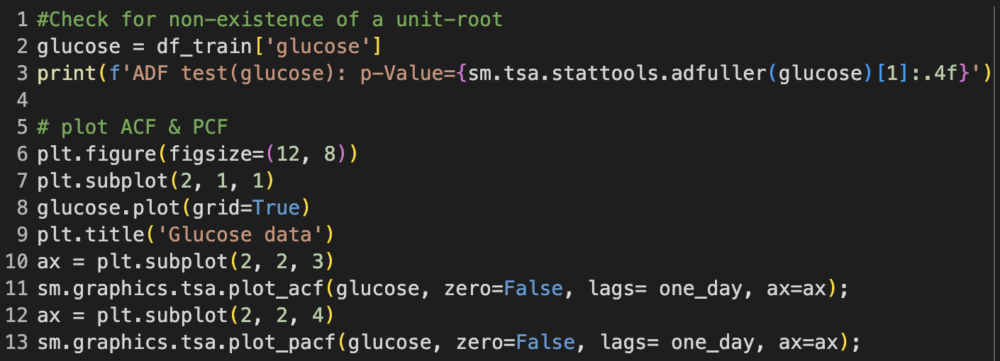 1 #Check for non-existence of a unit-root
2 glucose = df_train['glucose']
3 print(f'ADF test(glucose): p-Value={sm.tsa.stattools.adfuller(glucose)[1]:.4f}')
4
5 # plot ACF & PCF
6 plt.figure(figsize=(12, 8))
7 plt.subplot(2, 1, 1)
8 glucose.plot(grid=True)
9 plt.title('Glucose data')
10 ax = plt.subplot(2, 2, 3)
11 sm.graphics.tsa.plot_acf(glucose, zero=False, lags= one_day, ax=ax);
12 ax = plt.subplot(2, 2, 4)
13 sm.graphics.tsa.plot_pacf(glucose, zero=False, lags= one_day, ax=ax);